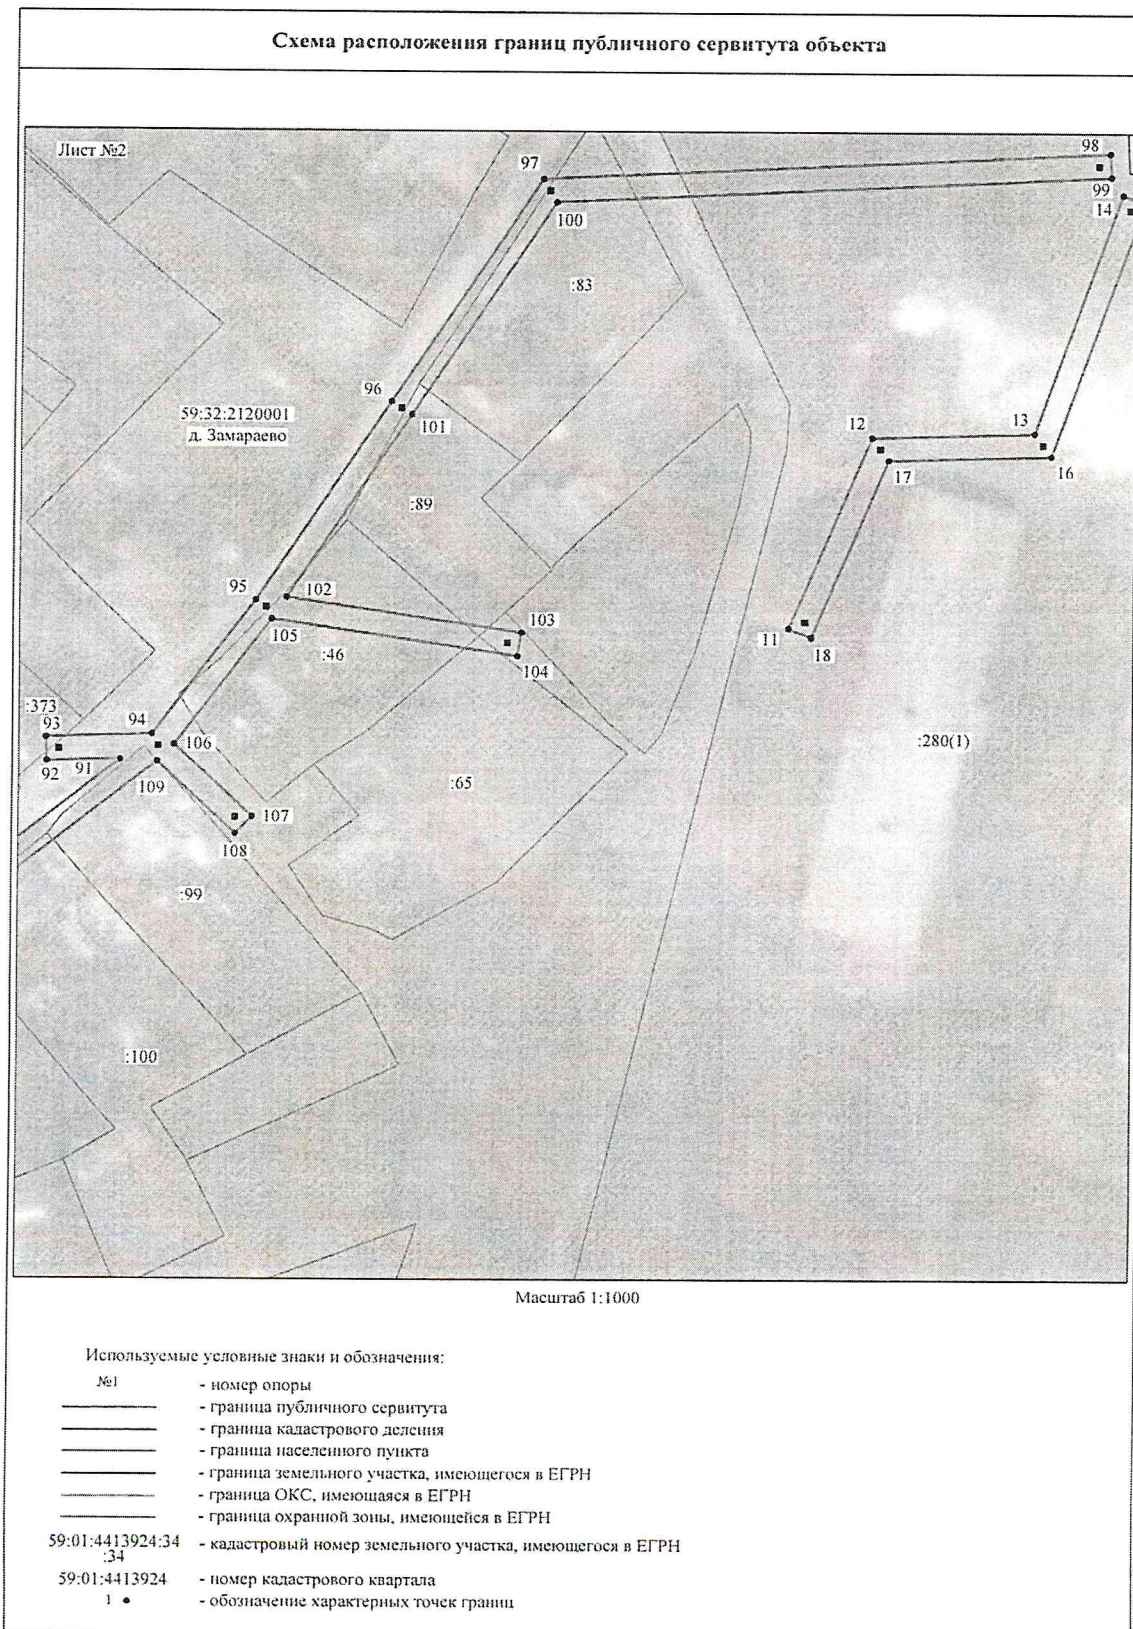 Схема расположения границ публичного сервитута объекта
Лист №2
98
97
99
14
100
:83
96
59:32:2120001
101
д. Замараево
12
13
17
16
:89
95
102
103
105
11
18
:46
104
:373
93
94
106
:280(1)
92
91
109
:65
107
108
:99
:100
Масштаб 1:1000
Используемые условные знаки и обозначения:
№1 - номер опоры
- граница публичного сервитута
- граница кадастрового деления
- граница населенного пункта
- граница земельного участка, имеющегося в ЕГРН
- граница ОКС, имеющаяся в ЕГРН
- граница охранной зоны, имеющейся в ЕГРН
59:01:4413924:34 - кадастровый номер земельного участка, имеющегося в ЕГРН
:34
59:01:4413924 - номер кадастрового квартала
1 - обозначение характерных точек границ